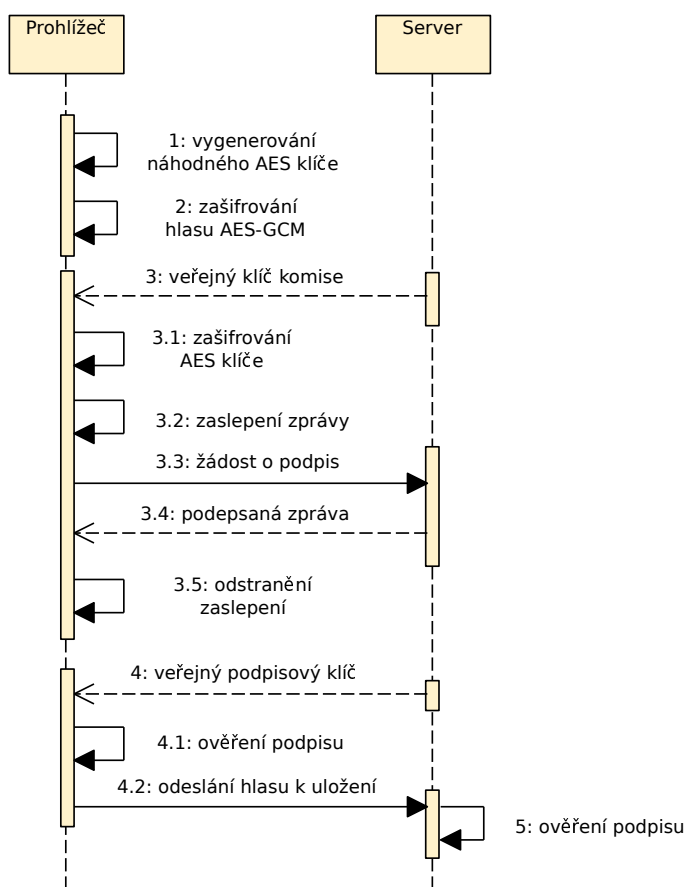 Prohlížeč
Server
1: vygenerování
náhodného AES klíče
2: zašifrování
hlasu AES-GCM
3: veřejný klíč komise
3.1: zašifrování
AES klíče
3.2: zaslepení zprávy
3.3: žádost o podpis
3.4: podepsaná zpráva
3.5: odstranění
zaslepení
4: veřejný podpisový klíč
4.1: ověření podpisu
4.2: odeslání hlasu k uložení
5: ověření podpisu